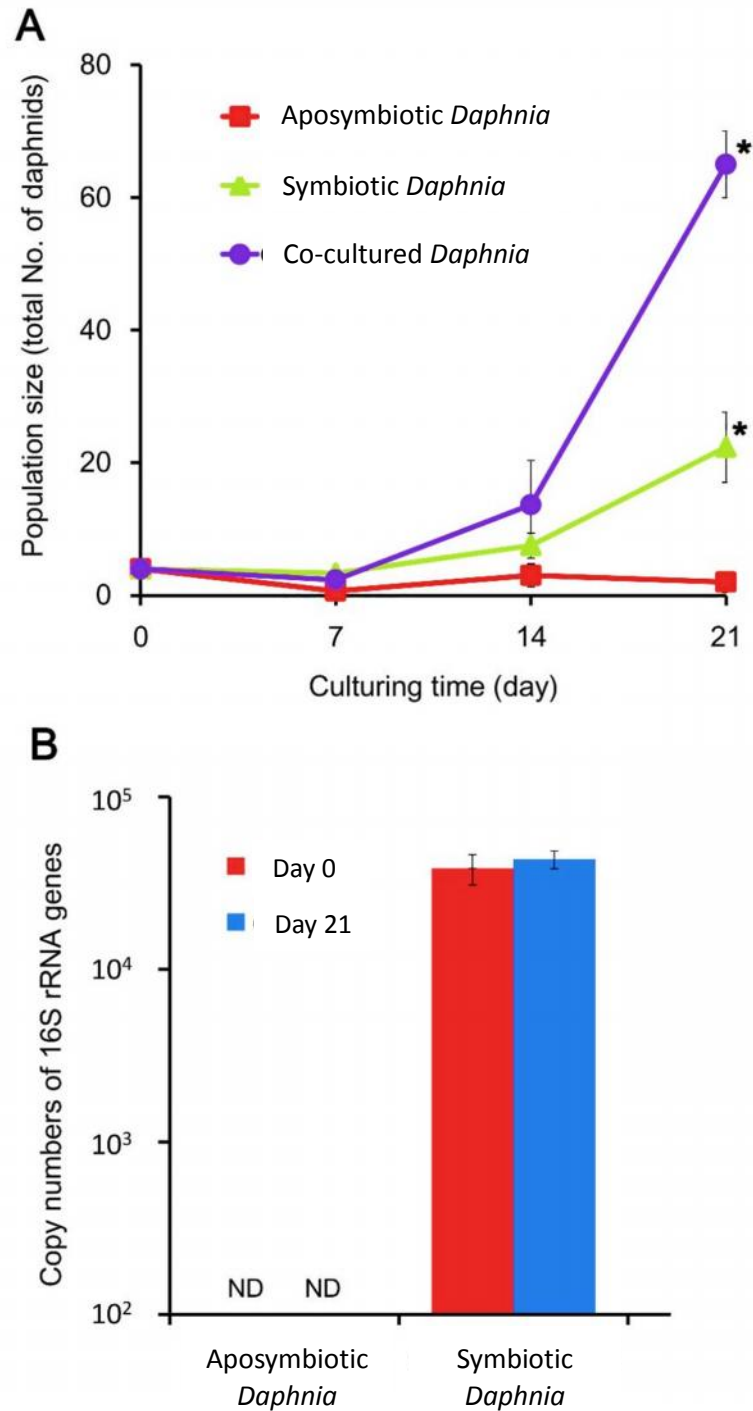 A
Population size (total No. of daphnids)
80
60
40
20
0
Aposymbiotic Daphnia
Symbiotic Daphnia
Co-cultured Daphnia
*
*
0 7 14 21
Culturing time (day)
B
Copy numbers of 16S rRNA genes
10⁵
10⁴
10³
10²
Day 0
Day 21
ND ND
Aposymbiotic
Daphnia
Symbiotic
Daphnia